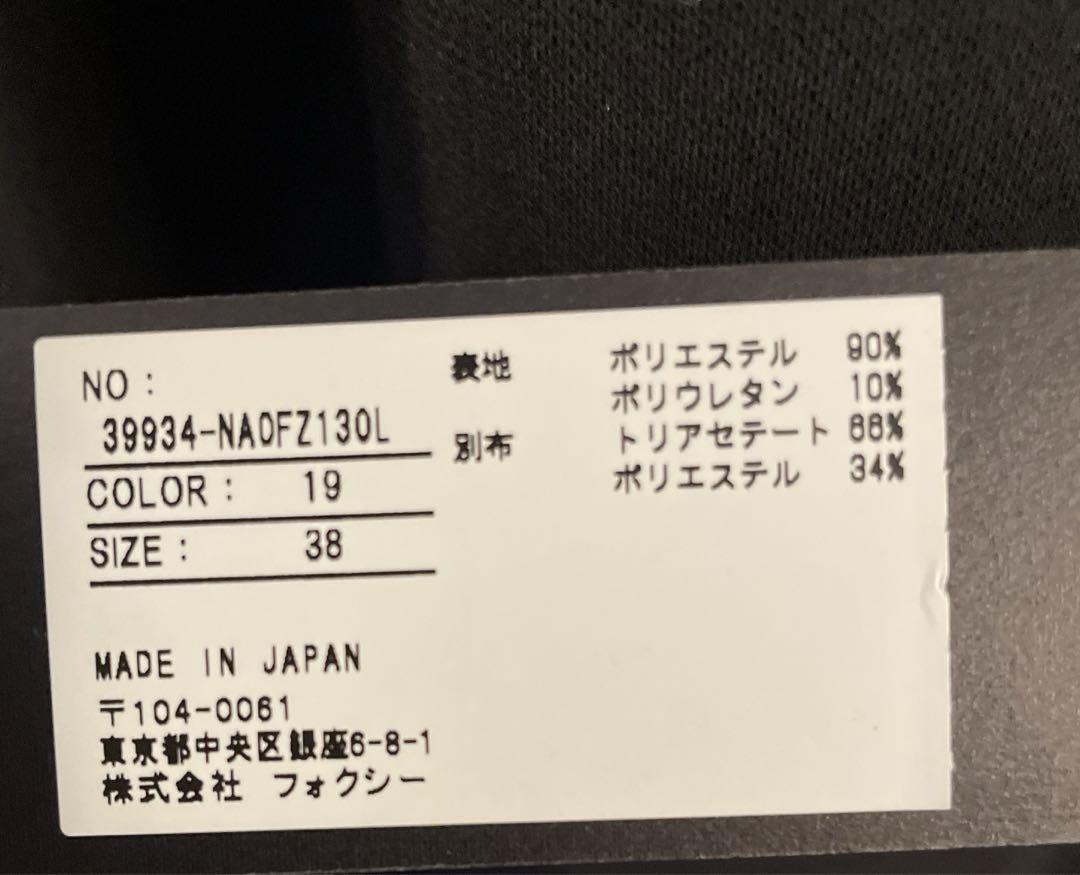 NO :
39934-NAOFZ130L
COLOR : 19
SIZE : 38
表地 ポリエステル 90%
ポリウレタン 10%
別布 トリアセテート 66%
ポリエステル 34%
MADE IN JAPAN
〒104-0061
東京都中央区銀座6-8-1
株式会社 フォクシー